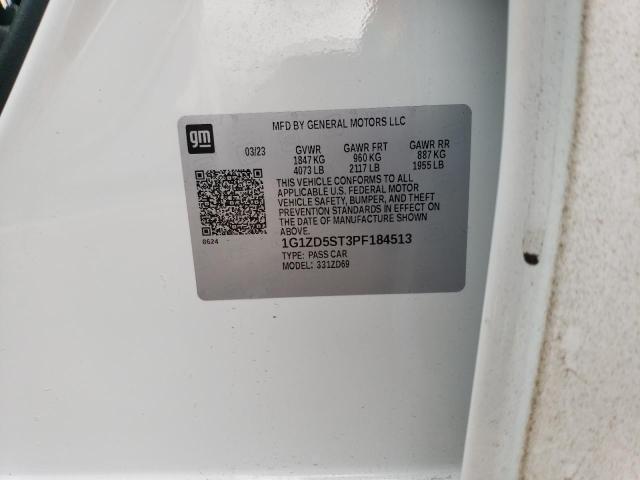 MFD BY GENERAL MOTORS LLC
gm
03/23 GVWR GAWR FRT GAWR RR
1847 KG 960 KG 887 KG
4073 LB 2117 LB 1955 LB
THIS VEHICLE CONFORMS TO ALL
APPLICABLE U.S. FEDERAL MOTOR
VEHICLE SAFETY, BUMPER, AND THEFT
PREVENTION STANDARDS IN EFFECT ON
THE DATE OF MANUFACTURE SHOWN
ABOVE.
0624
1G1ZD5ST3PF184513
TYPE: PASS CAR
MODEL: 331ZD69